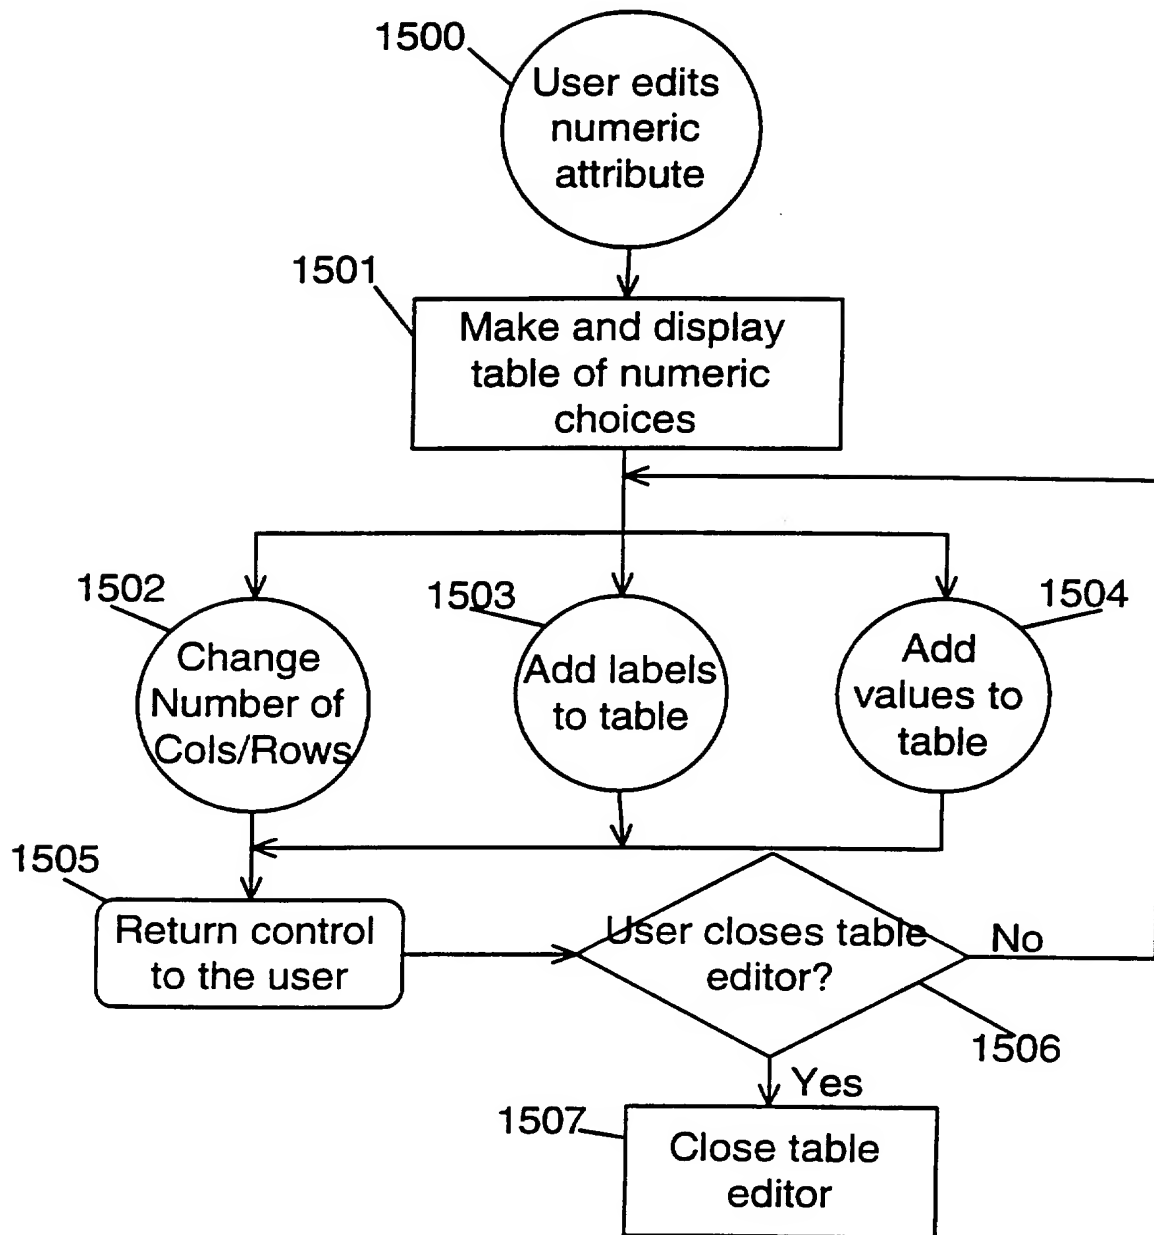 1500
User edits
numeric
attribute
1501
Make and display
table of numeric
choices
1502
Change
Number of
Cols/Rows
1503
Add labels
to table
1504
Add
values to
table
1505
Return control
to the user
User closes table
editor?
No
1506
Yes
1507
Close table
editor